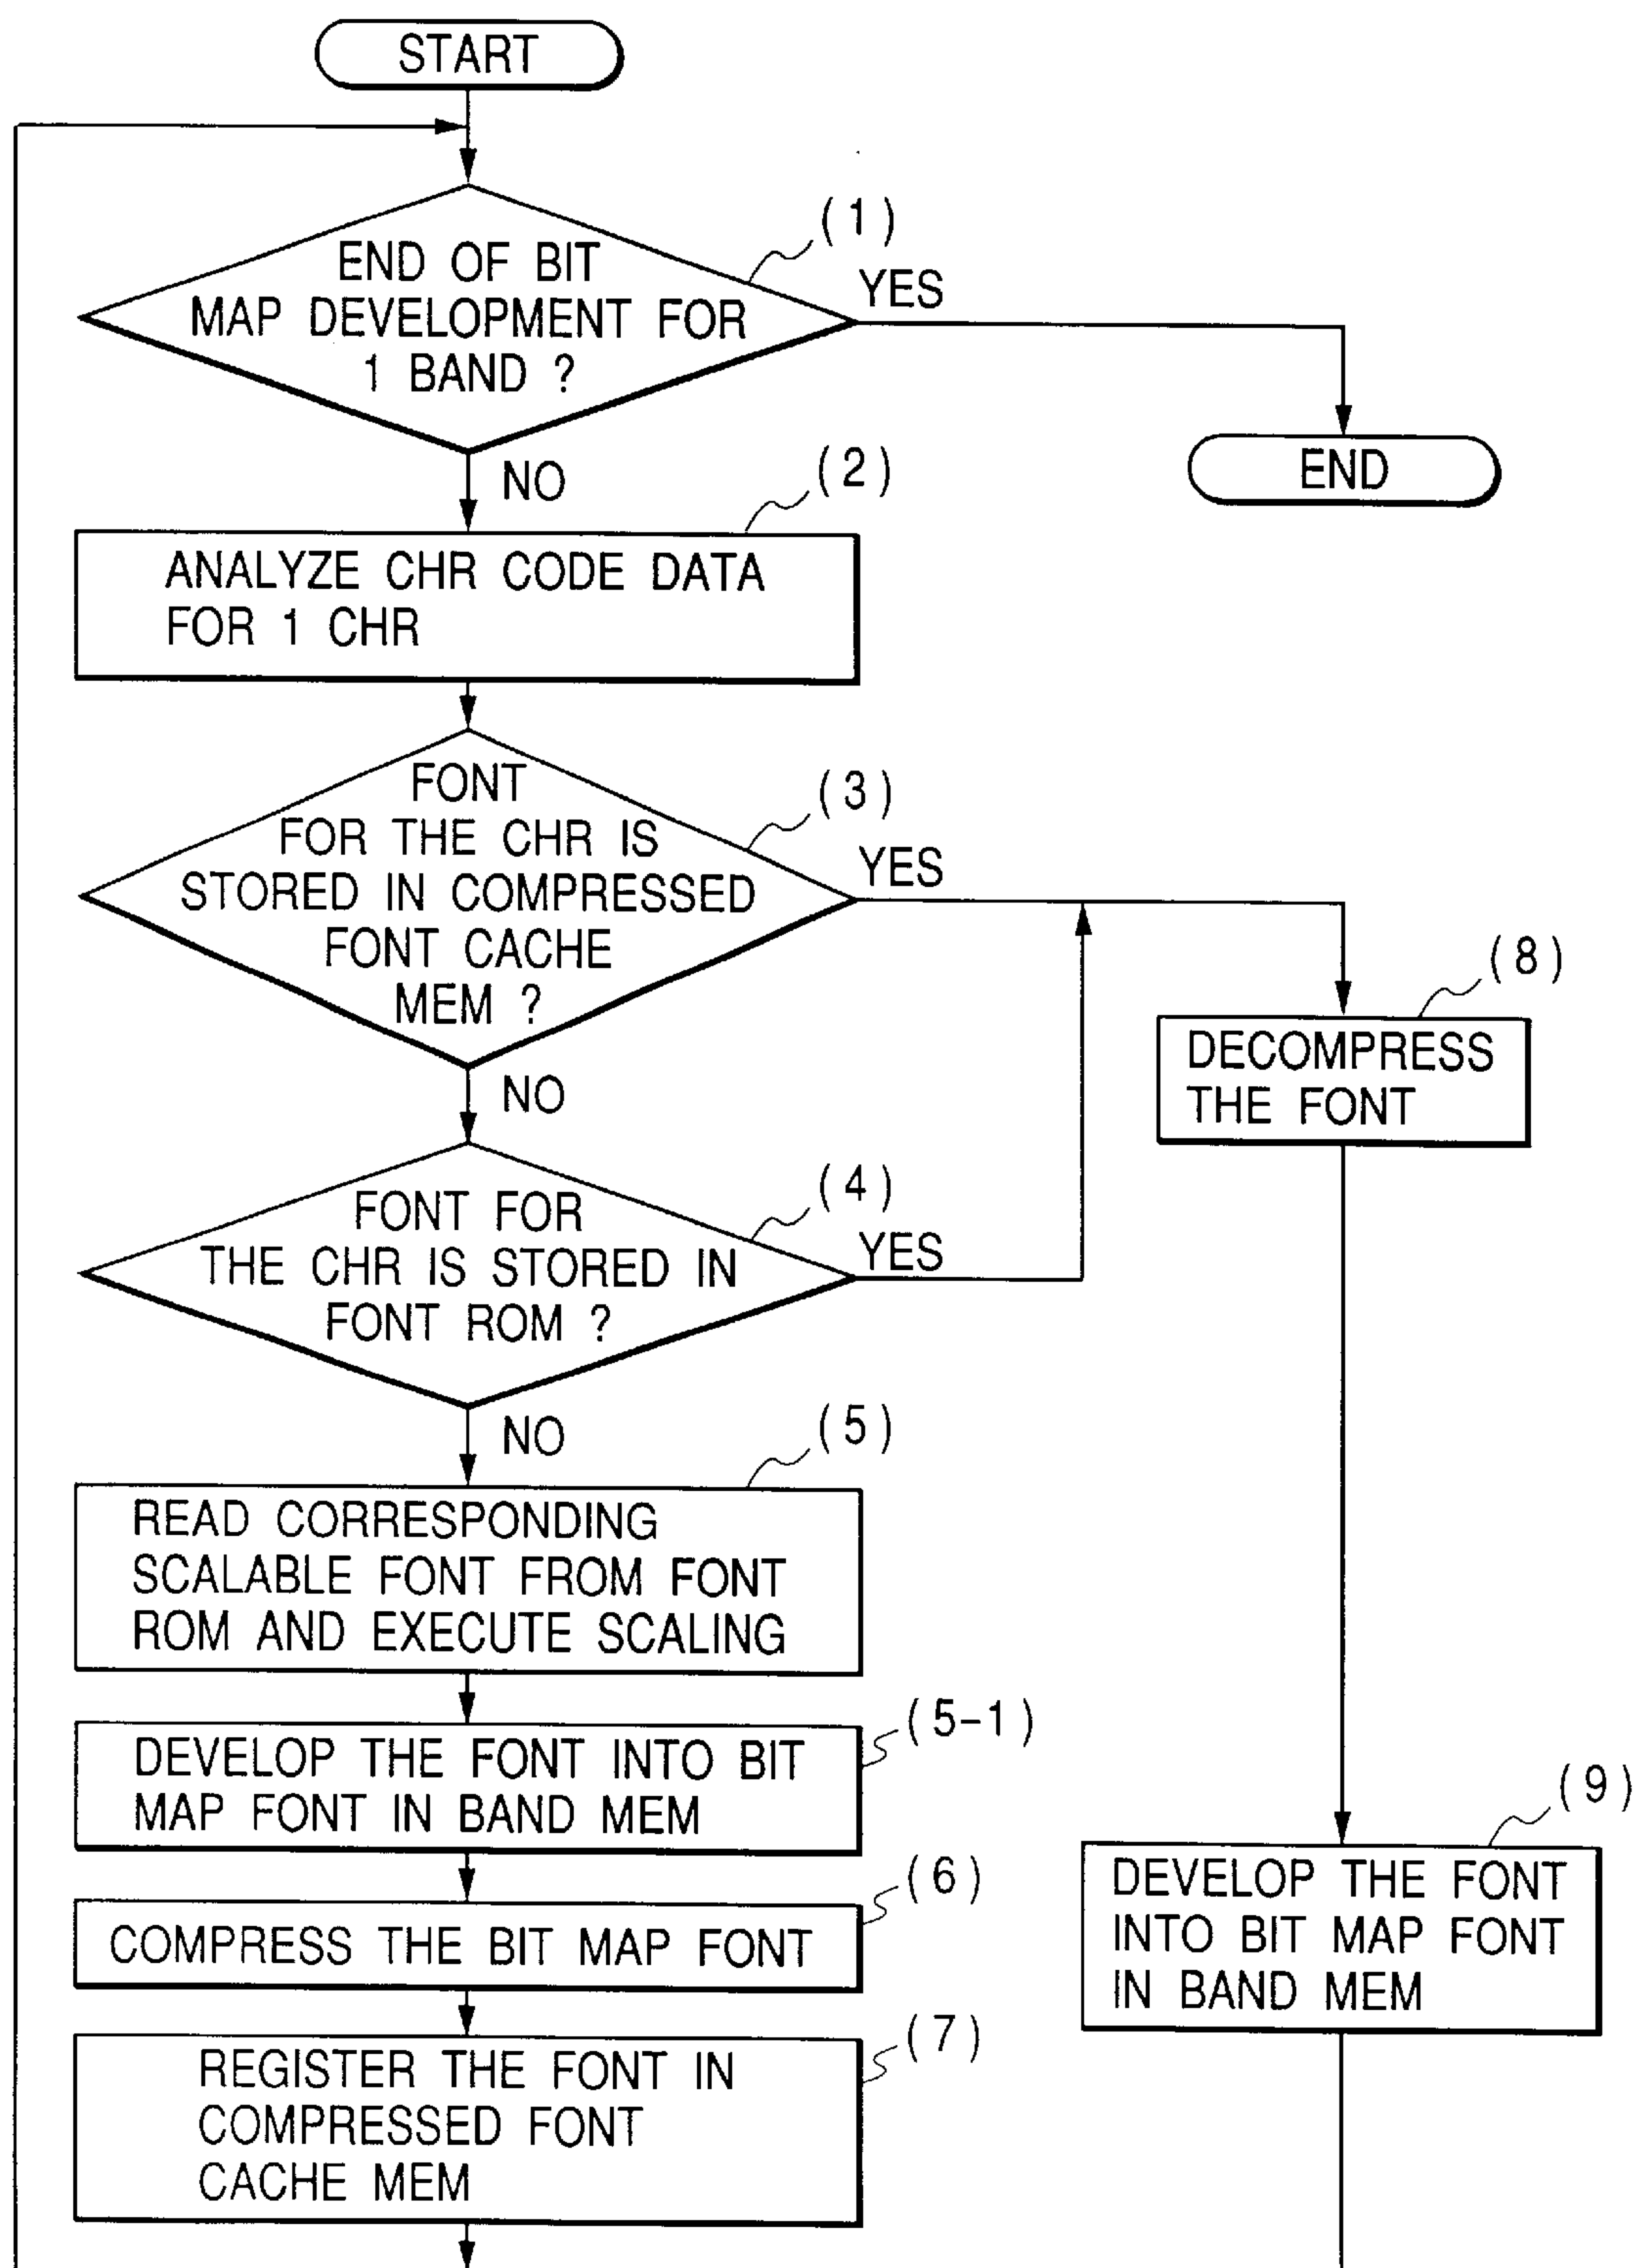 START
(1)
END OF BIT
MAP DEVELOPMENT FOR
1 BAND ?
YES
END
NO
(2)
ANALYZE CHR CODE DATA
FOR 1 CHR
(3)
FONT
FOR THE CHR IS
STORED IN COMPRESSED
FONT CACHE
MEM ?
YES
NO
(8)
DECOMPRESS
THE FONT
(4)
FONT FOR
THE CHR IS STORED IN
FONT ROM ?
YES
NO
(5)
READ CORRESPONDING
SCALABLE FONT FROM FONT
ROM AND EXECUTE SCALING
(5-1)
DEVELOP THE FONT INTO BIT
MAP FONT IN BAND MEM
(6)
COMPRESS THE BIT MAP FONT
(9)
DEVELOP THE FONT
INTO BIT MAP FONT
IN BAND MEM
(7)
REGISTER THE FONT IN
COMPRESSED FONT
CACHE MEM